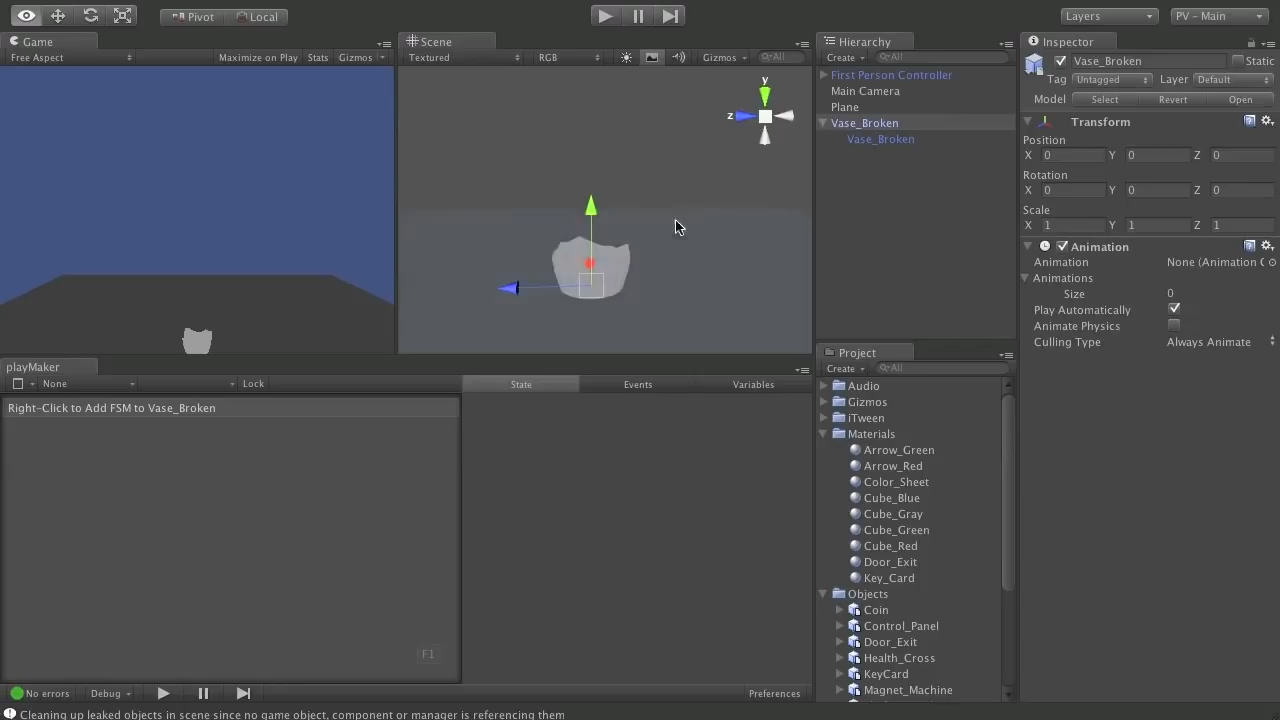 Pivot Local Layers PV - Main
Game Scene Hierarchy Inspector
Free Aspect Maximize on Play Stats Gizmos Textured RGB Gizmos All Create All
Vase_Broken Static
Tag Untagged Layer Default
Model Select Revert Open
First Person Controller
Main Camera
Plane
Vase_Broken
Vase_Broken
y
z
Transform
Position
X 0 Y 0 Z 0
Rotation
X 0 Y 0 Z 0
Scale
X 1 Y 1 Z 1
Animation
Animation None (Animation C
Animations
Size 0
Play Automatically
Animate Physics
Culling Type Always Animate
playMaker
None Lock State Events Variables
Right-Click to Add FSM to Vase_Broken
F1
No errors Debug Preferences
Project
Create All
Audio
Gizmos
iTween
Materials
Arrow_Green
Arrow_Red
Color_Sheet
Cube_Blue
Cube_Gray
Cube_Green
Cube_Red
Door_Exit
Key_Card
Objects
Coin
Control_Panel
Door_Exit
Health_Cross
KeyCard
Magnet_Machine
Cleaning up leaked objects in scene since no game object, component or manager is referencing them